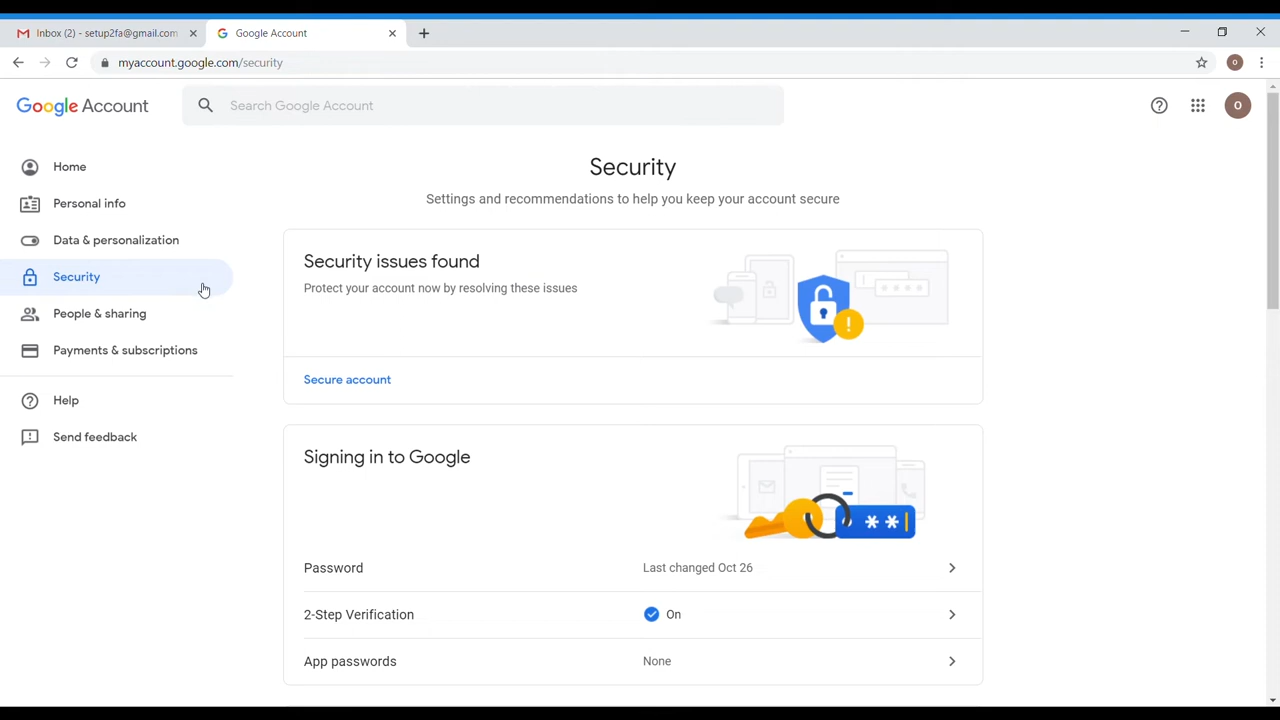 Inbox (2) - setup2fa@gmail.com
Google Account
myaccount.google.com/security
O
Google Account
Search Google Account
O
Home
Personal info
Data & personalization
Security
People & sharing
Payments & subscriptions
Help
Send feedback
Security
Settings and recommendations to help you keep your account secure
Security issues found
Protect your account now by resolving these issues
Secure account
Signing in to Google
**
Password Last changed Oct 26
2-Step Verification On
App passwords None